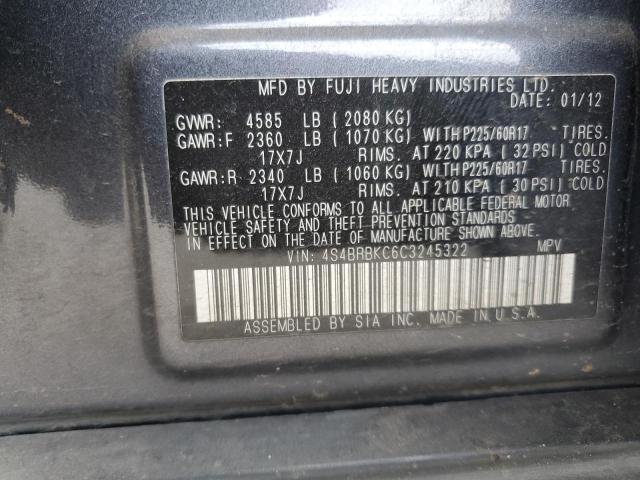 MFD BY FUJI HEAVY INDUSTRIES LTD.
DATE: 01/12
GVWR: 4585 LB (2080 KG)
GAWR:F 2360 LB (1070 KG) WITH P225/60R17 TIRES.
17X7J RIMS. AT 220 KPA (32 PSI) COLD
GAWR:R 2340 LB (1060 KG) WITH P225/60R17 TIRES.
17X7J RIMS. AT 210 KPA (30 PSI) COLD
THIS VEHICLE CONFORMS TO ALL APPLICABLE FEDERAL MOTOR
VEHICLE SAFETY AND THEFT PREVENTION STANDARDS
IN EFFECT ON THE DATE OF MANUFACTURE SHOWN ABOVE.
VIN: 4S4BRBKC6C3245322 MPV
ASSEMBLED BY SIA INC. MADE IN U.S.A.